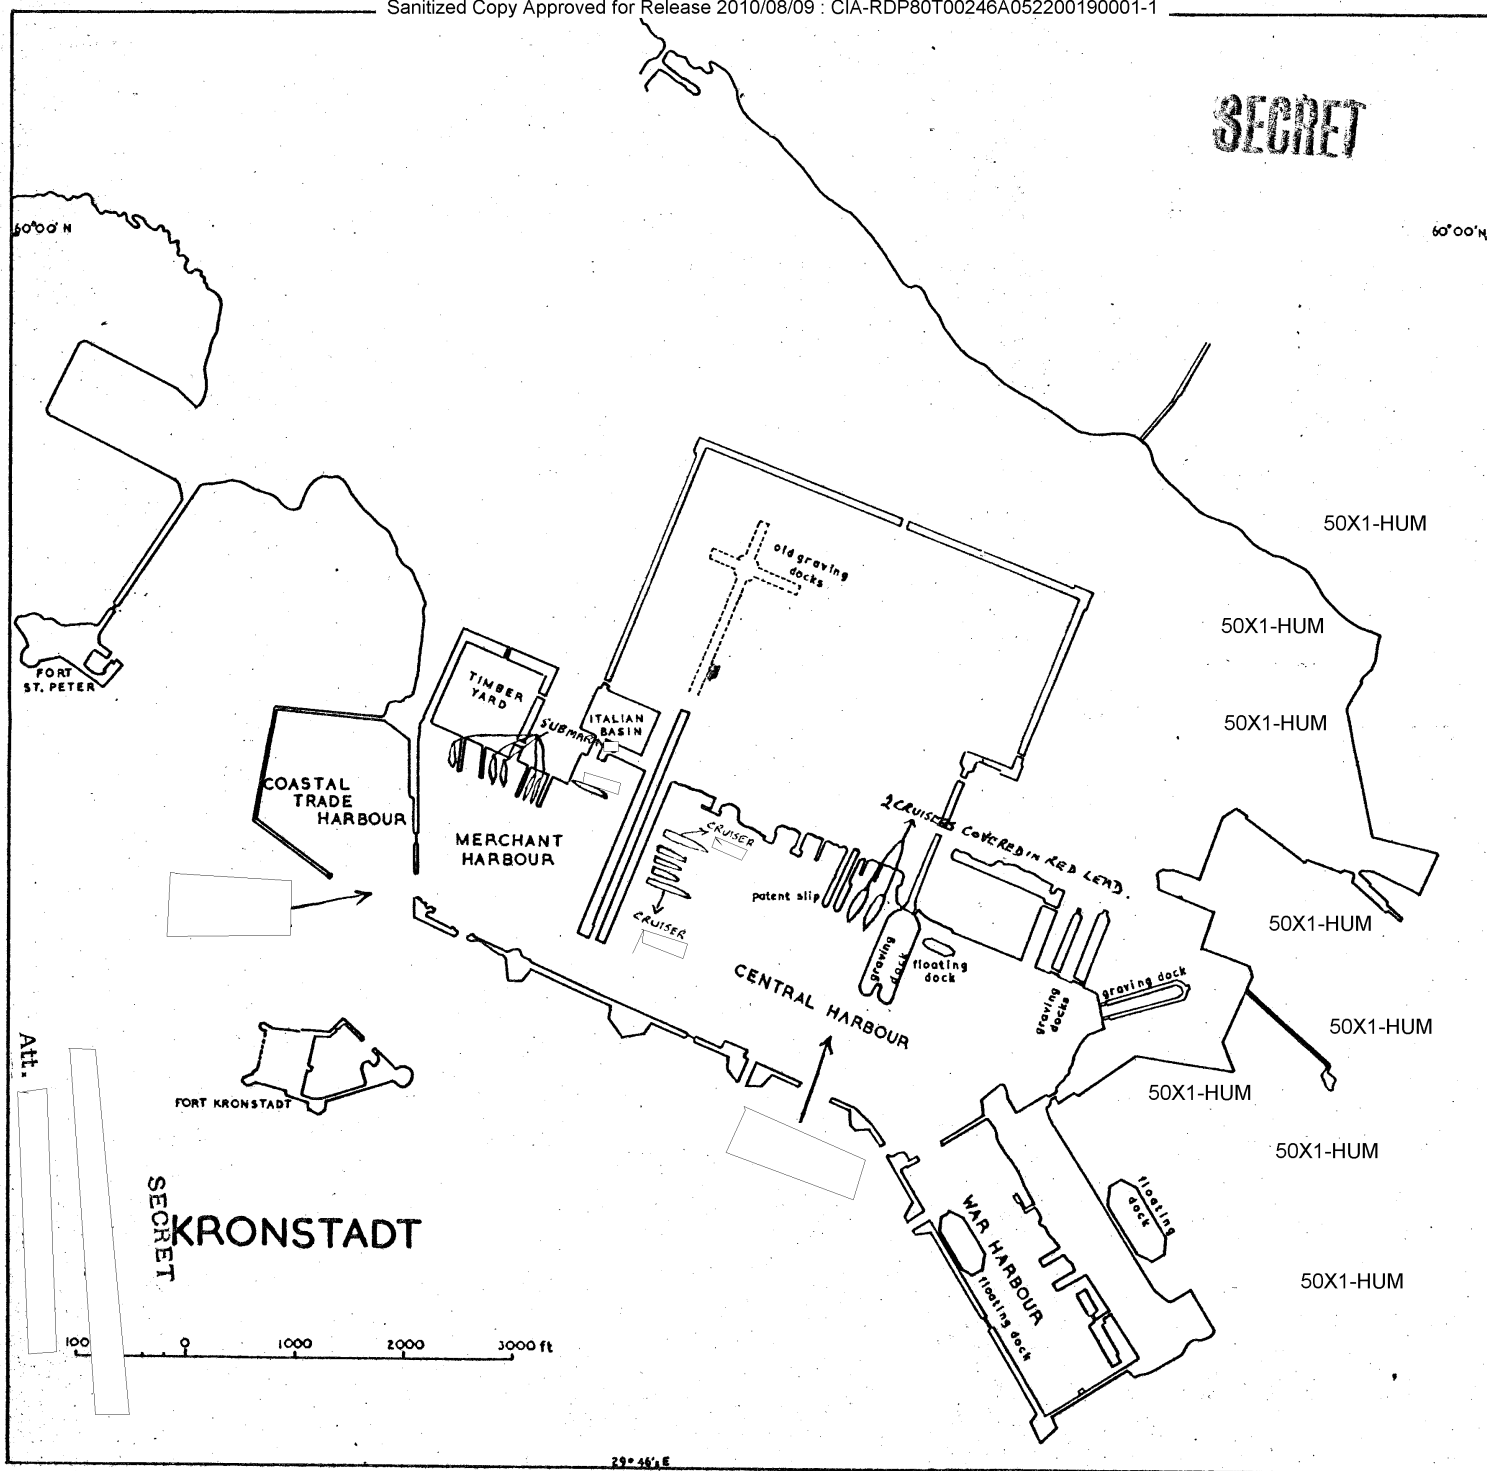 Sanitized Copy Approved for Release 2010/08/09 : CIA-RDP80T00246A052200190001-1
SECRET
60°00' N
60°00'N
50X1-HUM
old graving
docks
50X1-HUM
FORT
ST. PETER
TIMBER
YARD
ITALIAN
BASIN
50X1-HUM
COASTAL
TRADE
HARBOUR
MERCHANT
HARBOUR
CRUISER
2 CRUISERS COVERED IN RED LEAD.
patent slip
CRUISER
50X1-HUM
graving
dock
floating
dock
CENTRAL HARBOUR
graving
docks
graving dock
50X1-HUM
Att.
FORT KRONSTADT
50X1-HUM
50X1-HUM
SECRET
KRONSTADT
WAR HARBOUR
floating
dock
floating dock
50X1-HUM
100
0
1000
2000
3000 ft